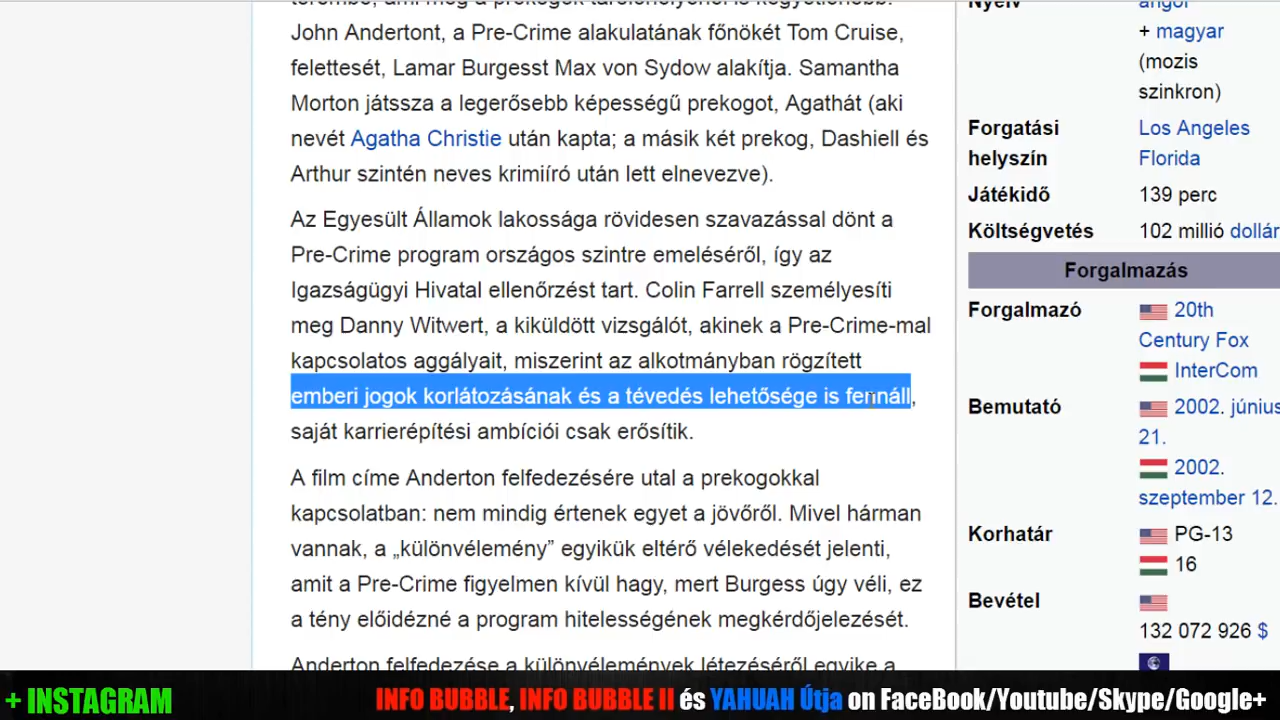 John Andertont, a Pre-Crime alakulatának főnökét Tom Cruise,
felettesét, Lamar Burgesst Max von Sydow alakítja. Samantha
Morton játssza a legerősebb képességű prekogot, Agathát (aki
nevét Agatha Christie után kapta; a másik két prekog, Dashiell és
Arthur szintén neves krimiíró után lett elnevezve).
Az Egyesült Államok lakossága rövidesen szavazással dönt a
Pre-Crime program országos szintre emeléséről, így az
Igazságügyi Hivatal ellenőrzést tart. Colin Farrell személyesíti
meg Danny Witwert, a kiküldött vizsgálót, akinek a Pre-Crime-mal
kapcsolatos aggályait, miszerint az alkotmányban rögzített
emberi jogok korlátozásának és a tévedés lehetősége is fennáll,
saját karrierépítési ambíciói csak erősítik.
A film címe Anderton felfedezésére utal a prekogokkal
kapcsolatban: nem mindig értenek egyet a jövőről. Mivel hárman
vannak, a „különvélemény” egyikük eltérő vélekedését jelenti,
amit a Pre-Crime figyelmen kívül hagy, mert Burgess úgy véli, ez
a tény előidézné a program hitelességének megkérdőjelezését.
Anderton felfedezése a különvélemények létezéséről egyike a
Nyelv angol
+ magyar
(mozis
szinkron)
Forgatási Los Angeles
helyszín Florida
Játékidő 139 perc
Költségvetés 102 millió dollár
Forgalmazás
Forgalmazó 20th
Century Fox
InterCom
Bemutató 2002. június
21.
2002.
szeptember 12.
Korhatár PG-13
16
Bevétel
132 072 926 $
+ INSTAGRAM INFO BUBBLE, INFO BUBBLE II és YAHUAH Útja on FaceBook/Youtube/Skype/Google+